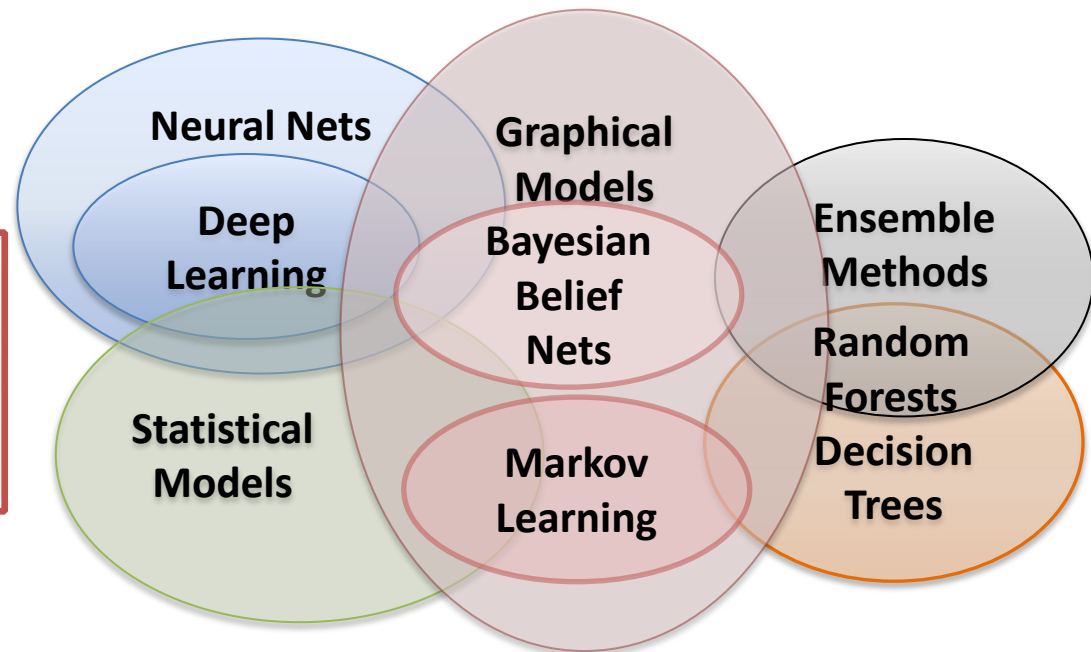 Neural Nets
Deep
Learning
Statistical
Models
Graphical
Models
Bayesian
Belief
Nets
Markov
Learning
Ensemble
Methods
Random
Forests
Decision
Trees